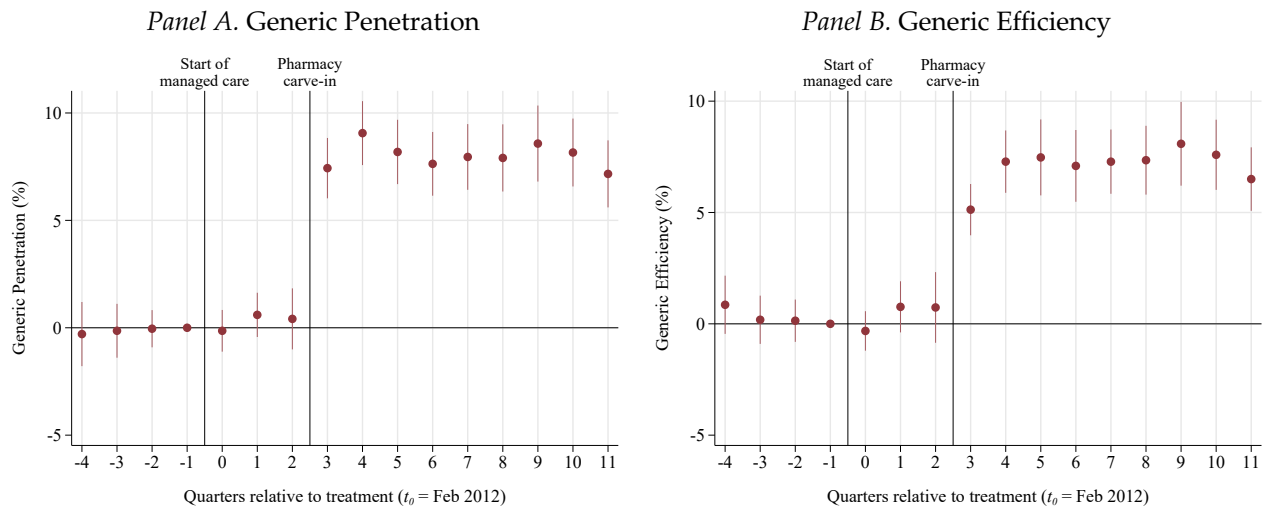 Panel A. Generic Penetration
Start of
managed care
Pharmacy
carve-in
10
5
0
-5
Generic Penetration (%)
-4 -3 -2 -1 0 1 2 3 4 5 6 7 8 9 10 11
Quarters relative to treatment (t0 = Feb 2012)
Panel B. Generic Efficiency
Start of
managed care
Pharmacy
carve-in
10
5
0
-5
Generic Efficiency (%)
-4 -3 -2 -1 0 1 2 3 4 5 6 7 8 9 10 11
Quarters relative to treatment (t0 = Feb 2012)